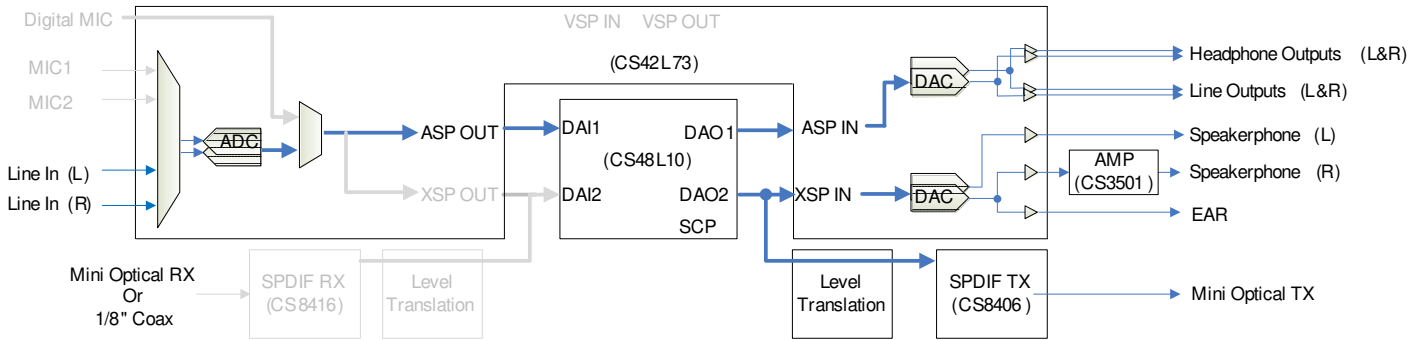 Digital MIC
VSP IN VSP OUT
(CS42L73)
MIC1
MIC2
Line In (L)
Line In (R)
ADC
ASP OUT
XSP OUT
DAI1
DAO1
(CS48L10)
DAI2
DAO2
SCP
ASP IN
XSP IN
DAC
DAC
Headphone Outputs (L&R)
Line Outputs (L&R)
Speakerphone (L)
AMP
(CS3501)
Speakerphone (R)
EAR
Mini Optical RX
Or
1/8" Coax
SPDIF RX
(CS8416)
Level
Translation
Level
Translation
SPDIF TX
(CS8406)
Mini Optical TX